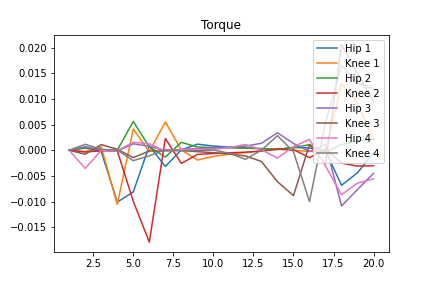 Torque
0.020
0.015
0.010
0.005
0.000
−0.005
−0.010
−0.015
2.5 5.0 7.5 10.0 12.5 15.0 17.5 20.0
Hip 1
Knee 1
Hip 2
Knee 2
Hip 3
Knee 3
Hip 4
Knee 4